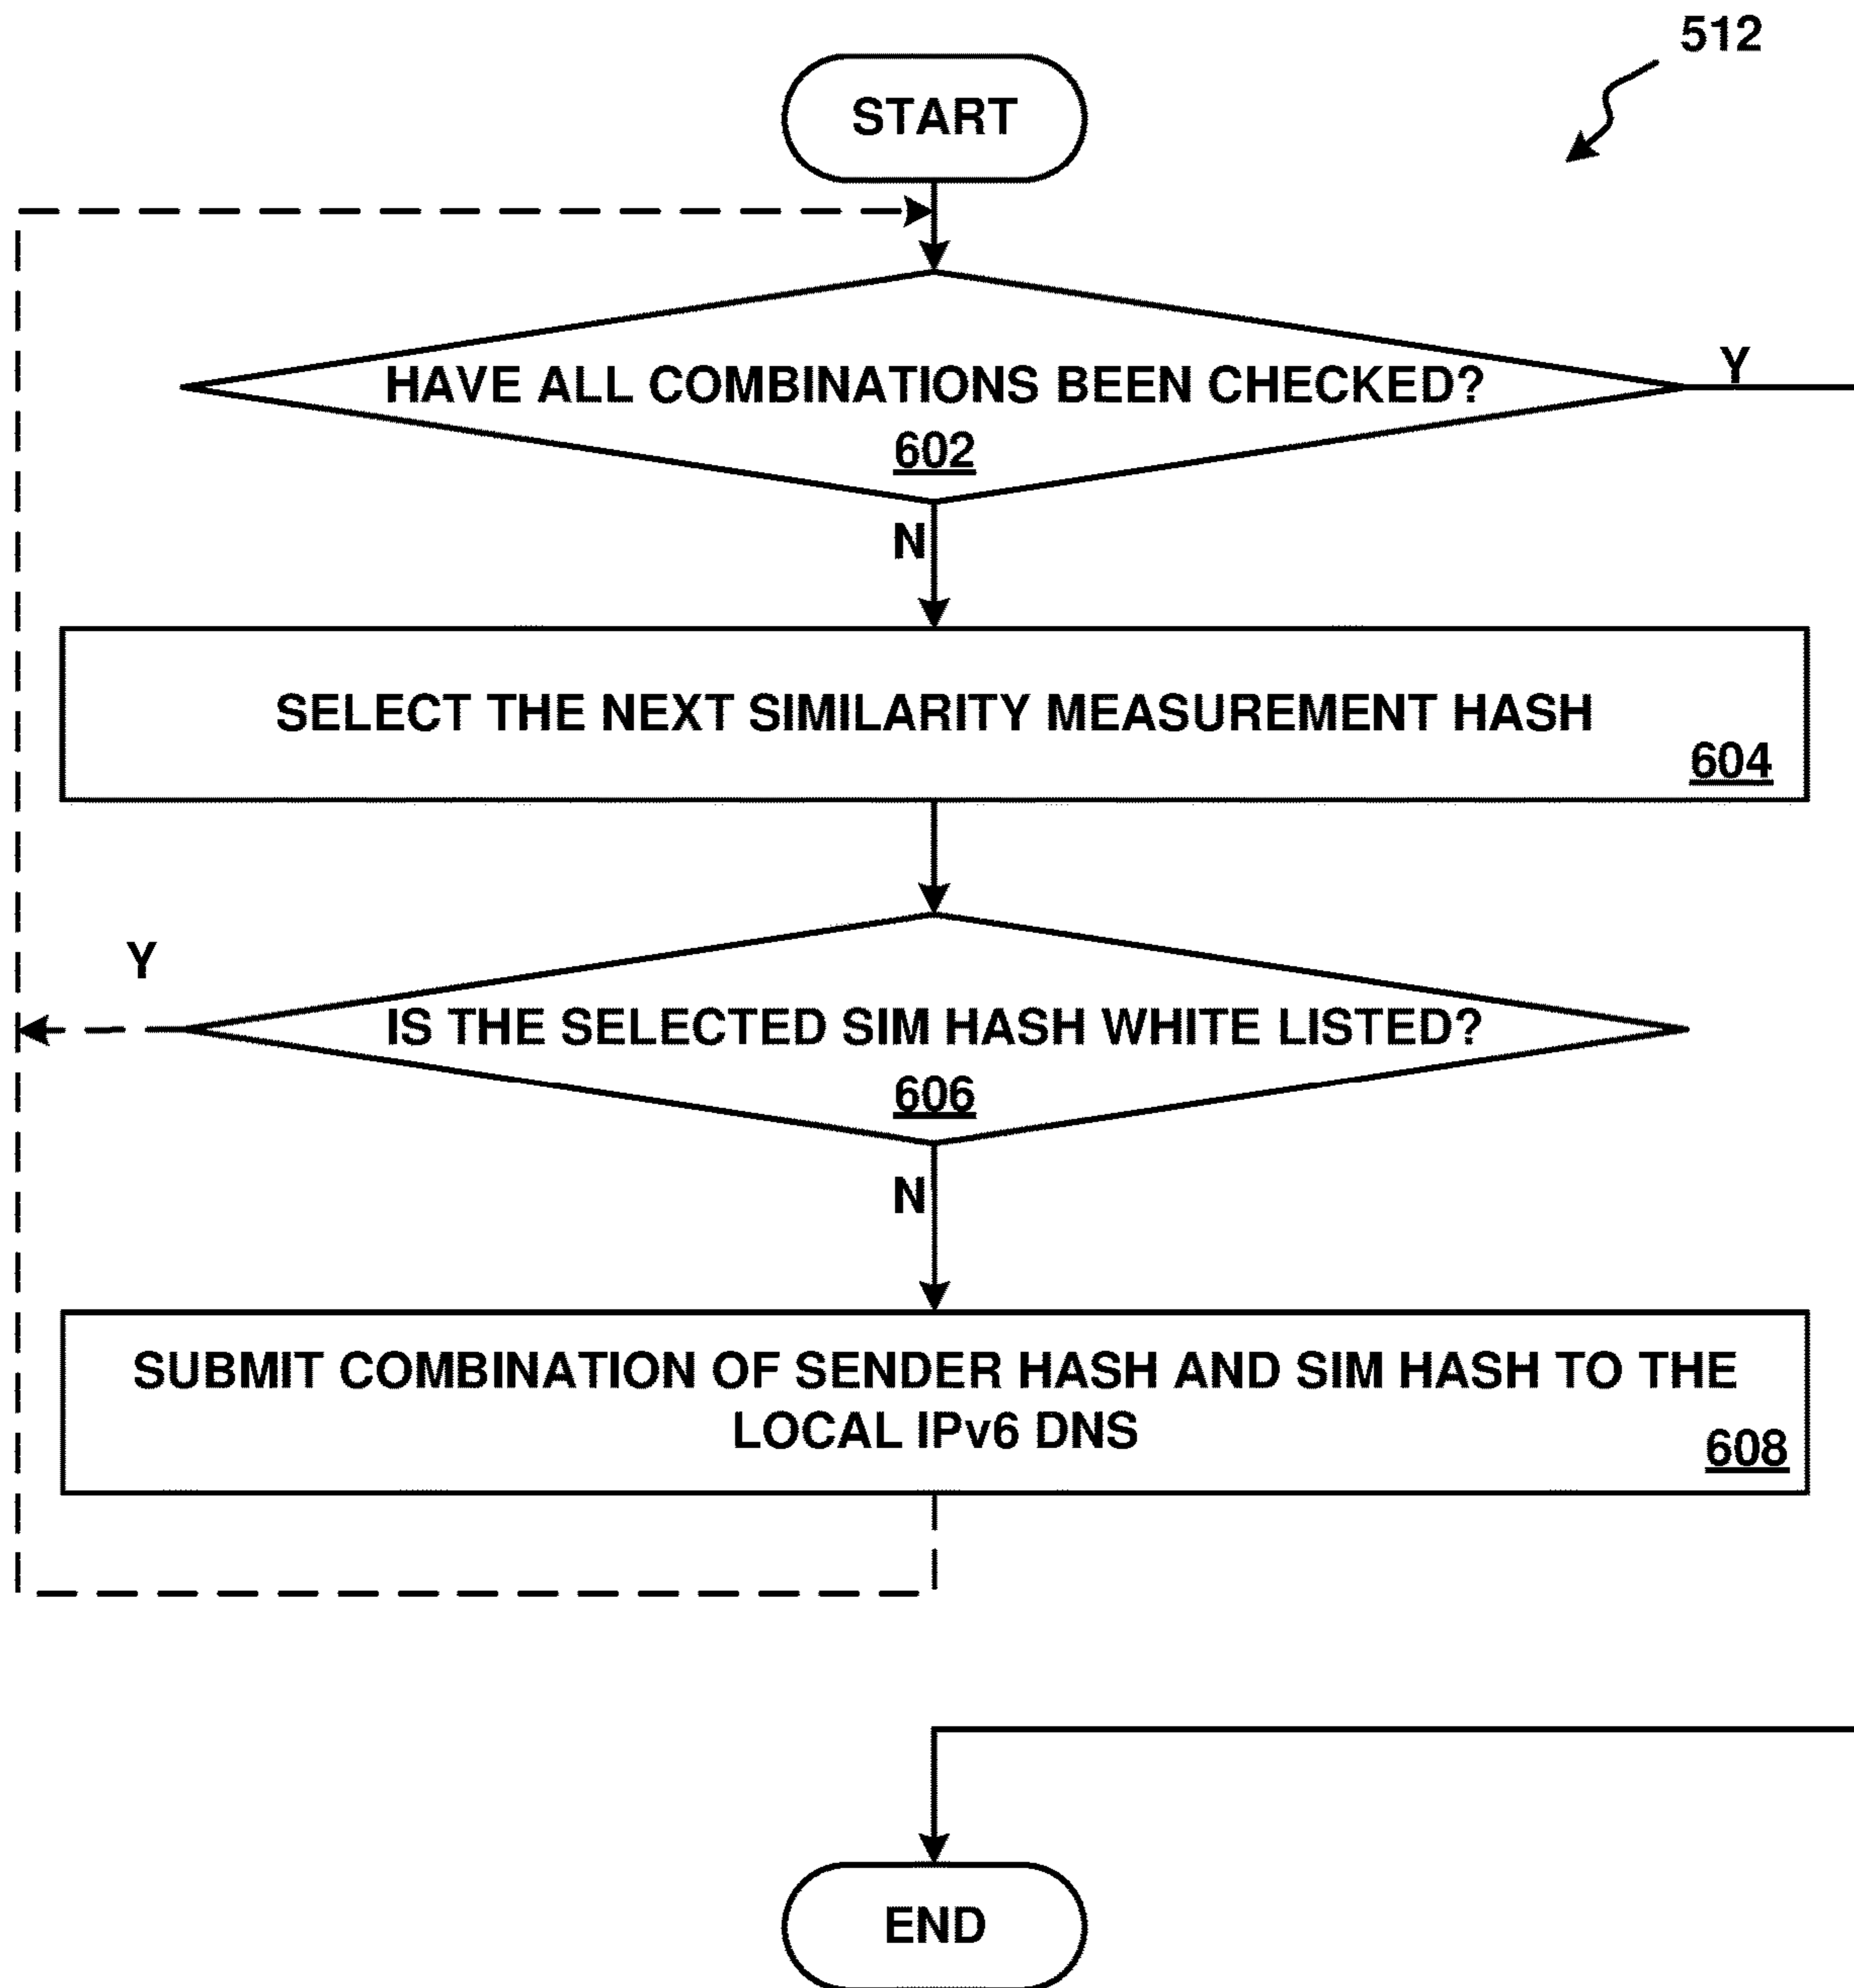 512
START
HAVE ALL COMBINATIONS BEEN CHECKED?
Y
602
N
SELECT THE NEXT SIMILARITY MEASUREMENT HASH
604
Y
IS THE SELECTED SIM HASH WHITE LISTED?
606
N
SUBMIT COMBINATION OF SENDER HASH AND SIM HASH TO THE
LOCAL IPv6 DNS
608
END